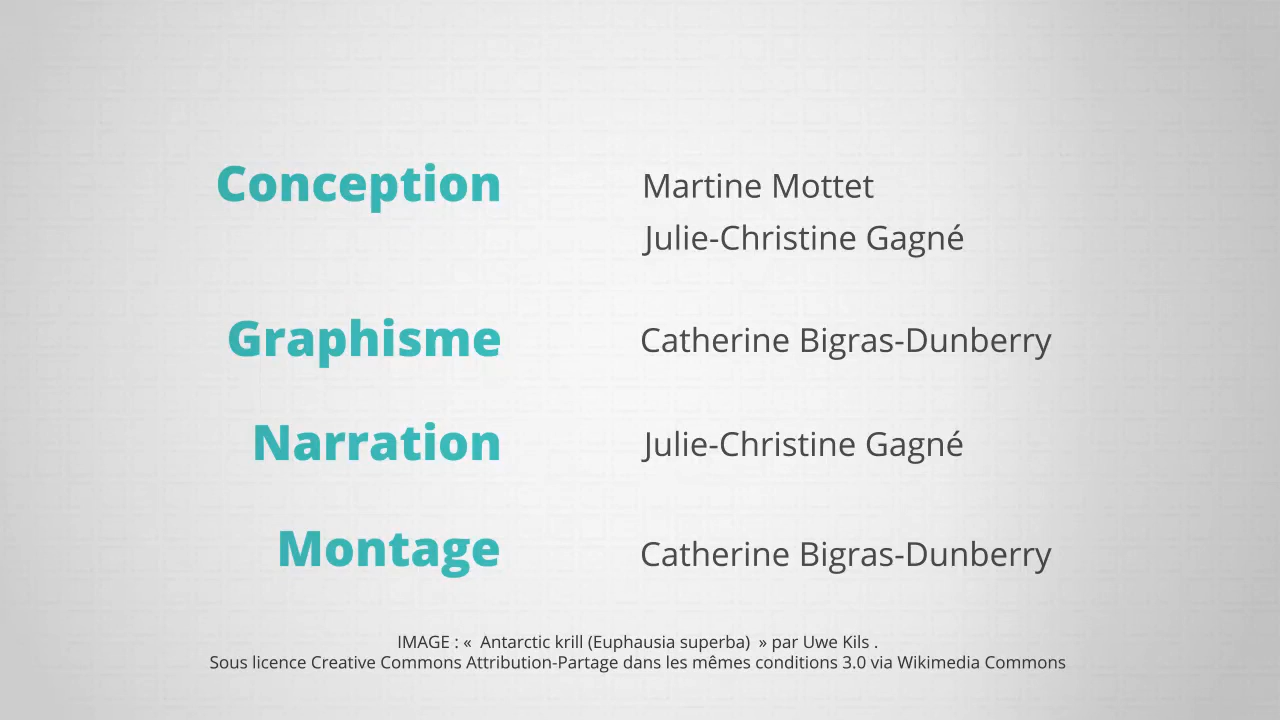 Conception Martine Mottet
Julie-Christine Gagné
Graphisme Catherine Bigras-Dunberry
Narration Julie-Christine Gagné
Montage Catherine Bigras-Dunberry
IMAGE : «  Antarctic krill (Euphausia superba)  » par Uwe Kils .
Sous licence Creative Commons Attribution-Partage dans les mêmes conditions 3.0 via Wikimedia Commons